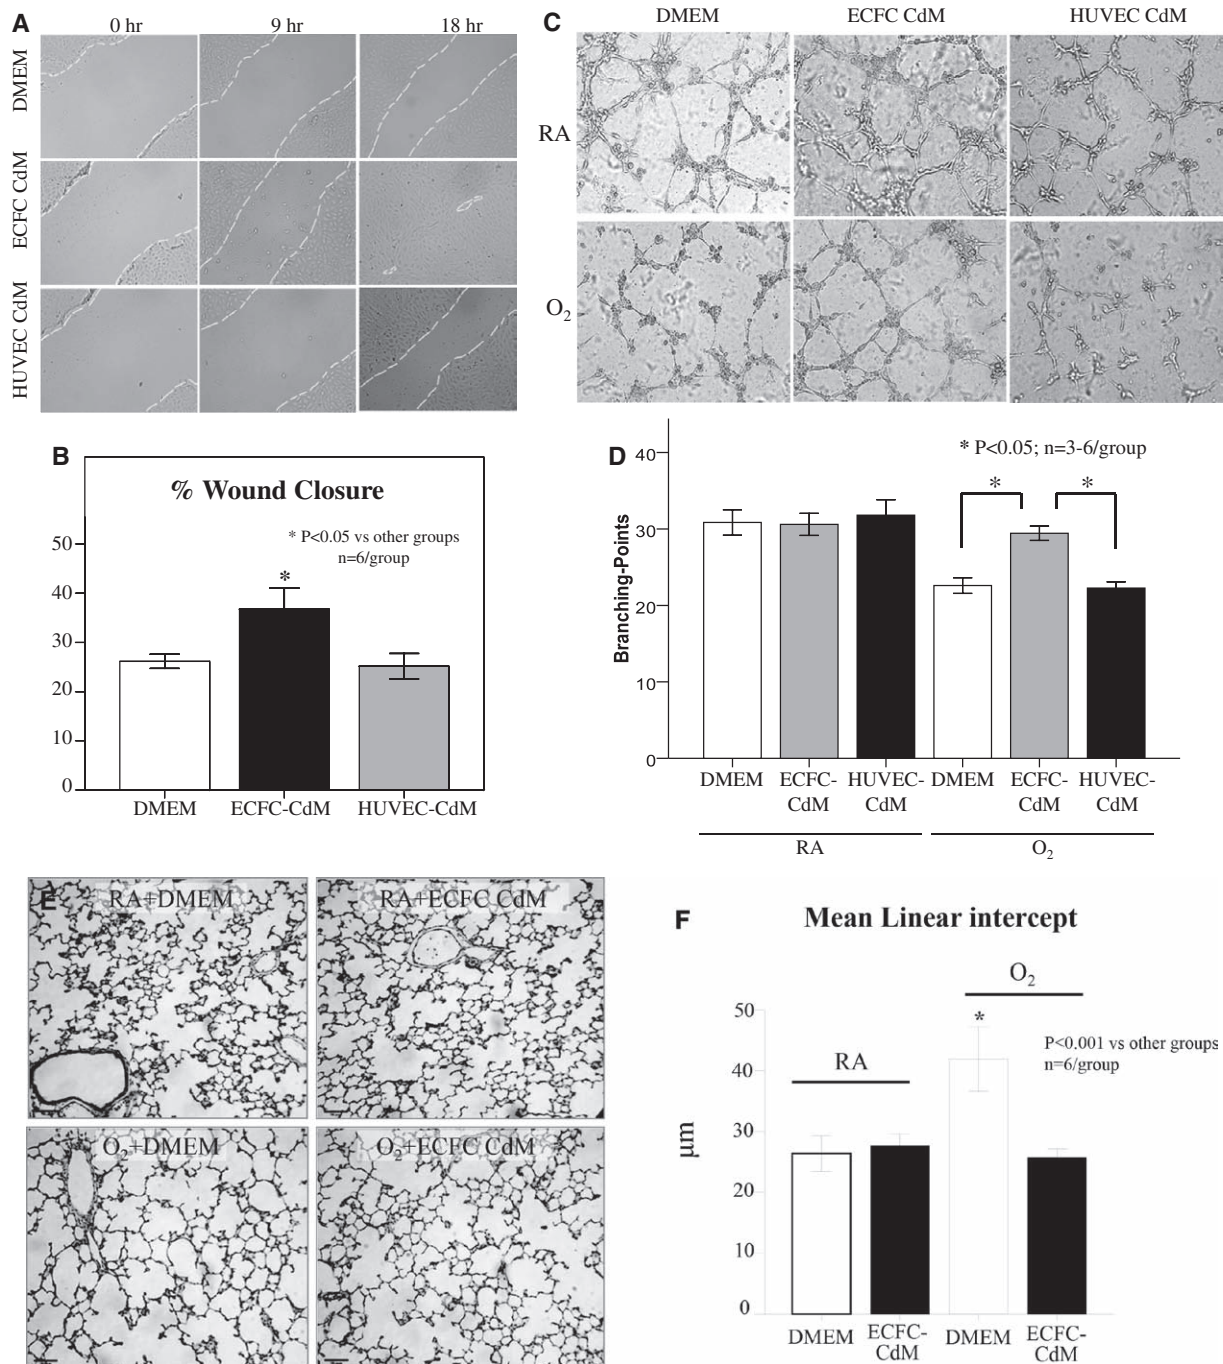 A
0 hr
9 hr
18 hr
DMEM
ECFC CdM
HUVEC CdM
B
% Wound Closure
* P<0.05 vs other groups
n=6/group
*
50
40
30
20
10
0
DMEM
ECFC-CdM
HUVEC-CdM
C
DMEM
ECFC CdM
HUVEC CdM
RA
O₂
D
* P<0.05; n=3-6/group
*
*
Branching-Points
40
30
20
10
0
DMEM
ECFC-
CdM
HUVEC-
CdM
DMEM
ECFC-
CdM
HUVEC-
CdM
RA
O₂
E
RA+DMEM
RA+ECFC CdM
O₂+DMEM
O₂+ECFC CdM
F
Mean Linear intercept
O₂
*
P<0.001 vs other groups
n=6/group
RA
µm
50
40
30
20
10
0
DMEM
ECFC-
CdM
DMEM
ECFC-
CdM